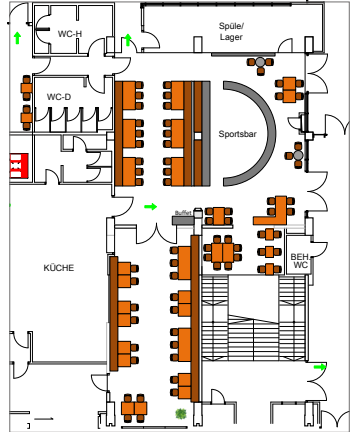 WC-H
Spüle/
Lager
WC-D
Sportsbar
Buffet
BEH.
WC
KÜCHE